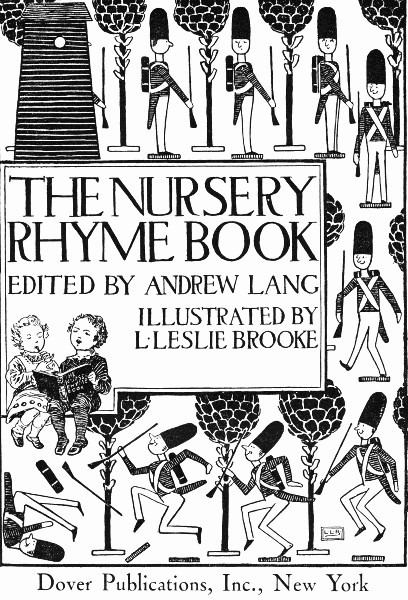 THE NURSERY
RHYME BOOK
EDITED BY ANDREW LANG
ILLUSTRATED BY
L·LESLIE BROOKE
L L B
Dover Publications, Inc., New York